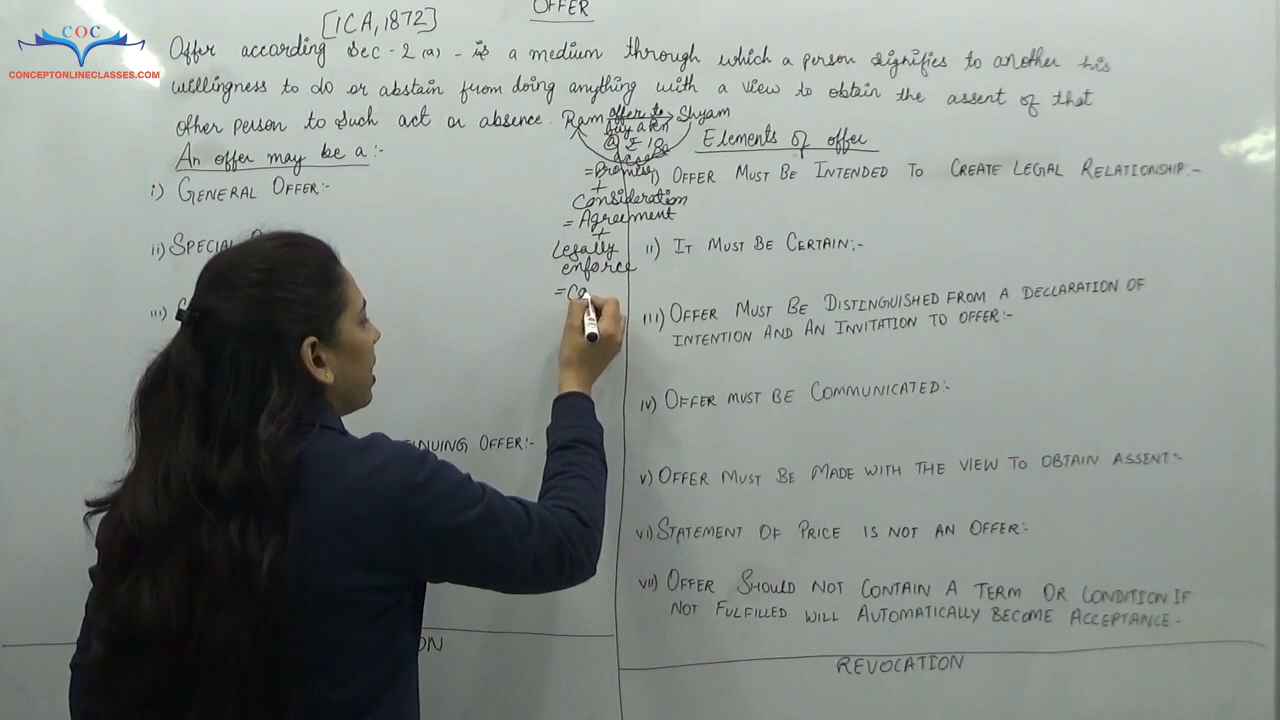 OFFER
[ICA, 1872]
COC
CONCEPTONLINECLASSES.COM
Offer according Sec-2(a) - is a medium through which a person signifies to another his
willingness to do or abstain from doing anything with a view to obtain the assent of that
other person to such act or absence. Ram offer to Shyam
buy a pen
@ ₹ 10
accept
An offer may be a:-
i) GENERAL OFFER:-
ii) SPECIAL
iii)
TINUING OFFER:-
ON
= Promise
+
Consideration
= Agreement
+
Legally
enforce
= Co
Elements of offer
i) OFFER MUST BE INTENDED TO CREATE LEGAL RELATIONSHIP:-
ii) IT MUST BE CERTAIN:-
iii) OFFER MUST BE DISTINGUISHED FROM A DECLARATION OF
INTENTION AND AN INVITATION TO OFFER:-
iv) OFFER MUST BE COMMUNICATED:-
v) OFFER MUST BE MADE WITH THE VIEW TO OBTAIN ASSENT:-
vi) STATEMENT OF PRICE IS NOT AN OFFER:-
vii) OFFER SHOULD NOT CONTAIN A TERM OR CONDITION IF
NOT FULFILLED WILL AUTOMATICALLY BECOME ACCEPTANCE-
REVOCATION